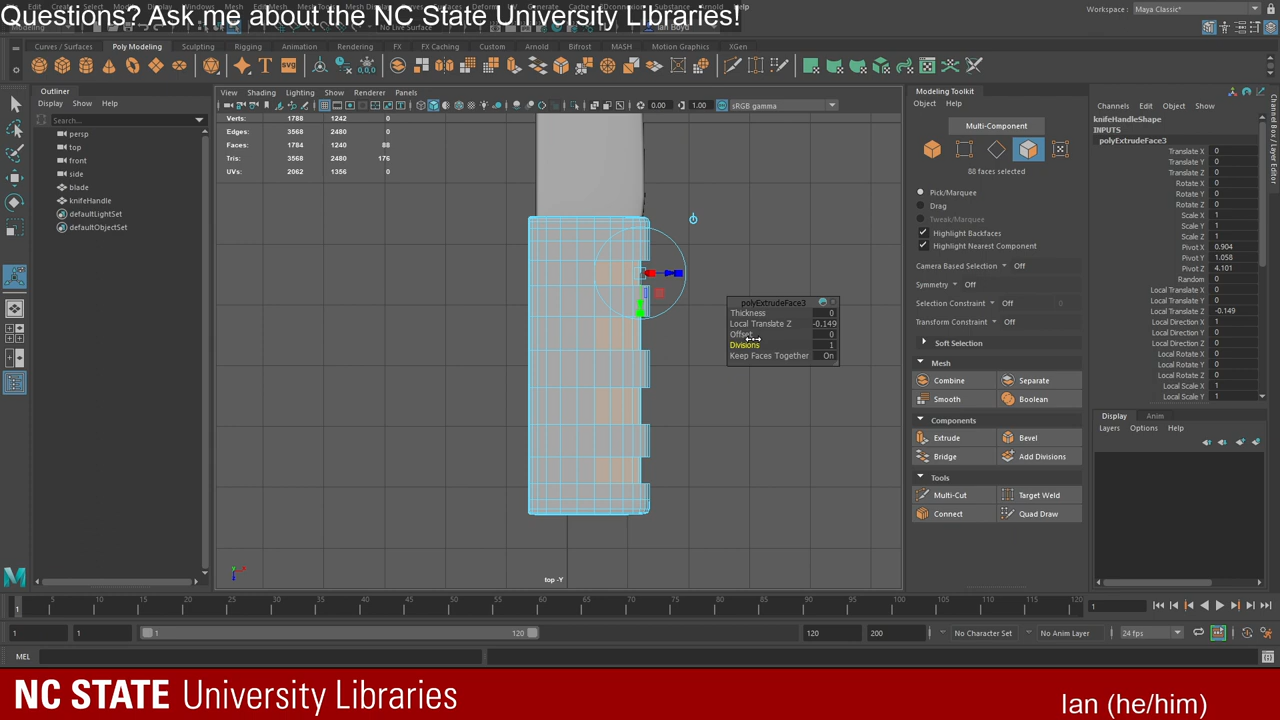 Questions? Ask me about the NC State University Libraries!
Workspace : Maya Classic*
Curves / Surfaces Poly Modeling Sculpting Rigging Animation Rendering FX FX Caching Custom Arnold Bifrost MASH Motion Graphics XGen
Outliner
Display Show Help
Search...
persp
top
front
side
blade
knifeHandle
defaultLightSet
defaultObjectSet
View Shading Lighting Show Renderer Panels
0.00 1.00 sRGB gamma
Verts: 1788 1242 0
Edges: 3568 2480 0
Faces: 1784 1240 88
Tris: 3568 2480 176
UVs: 2062 1356 0
polyExtrudeFace3
Thickness 0
Local Translate Z -0.149
Offset 0
Divisions 1
Keep Faces Together On
top -Y
Modeling Toolkit
Object Help
Multi-Component
88 faces selected
Pick/Marquee
Drag
Tweak/Marquee
Highlight Backfaces
Highlight Nearest Component
Camera Based Selection Off
Symmetry Off
Selection Constraint Off 0
Transform Constraint Off
Soft Selection
Mesh
Combine Separate
Smooth Boolean
Components
Extrude Bevel
Bridge Add Divisions
Tools
Multi-Cut Target Weld
Connect Quad Draw
Channels Edit Object Show
knifeHandleShape
INPUTS
polyExtrudeFace3
Translate X 0
Translate Y 0
Translate Z 0
Rotate X 0
Rotate Y 0
Rotate Z 0
Scale X 1
Scale Y 1
Scale Z 1
Pivot X 0.904
Pivot Y 1.058
Pivot Z 4.101
Random 0
Local Translate X 0
Local Translate Y 0
Local Translate Z -0.149
Local Direction X 1
Local Direction Y 0
Local Direction Z 0
Local Rotate X 0
Local Rotate Y 0
Local Rotate Z 0
Local Scale X 1
Local Scale Y 1
Display Anim
Layers Options Help
Channel Box / Layer Editor
5 10 15 20 25 30 35 40 45 50 55 60 65 70 75 80 85 90 95 100 105 110 115 120
1 1
1 1 1 120 120 200 No Character Set No Anim Layer 24 fps
MEL
NC STATE University Libraries
Ian (he/him)